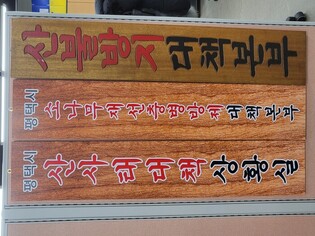 산불방지대책본부
평택시 소나무재선충병방제 대책본부
평택시 산사태대책 상황실